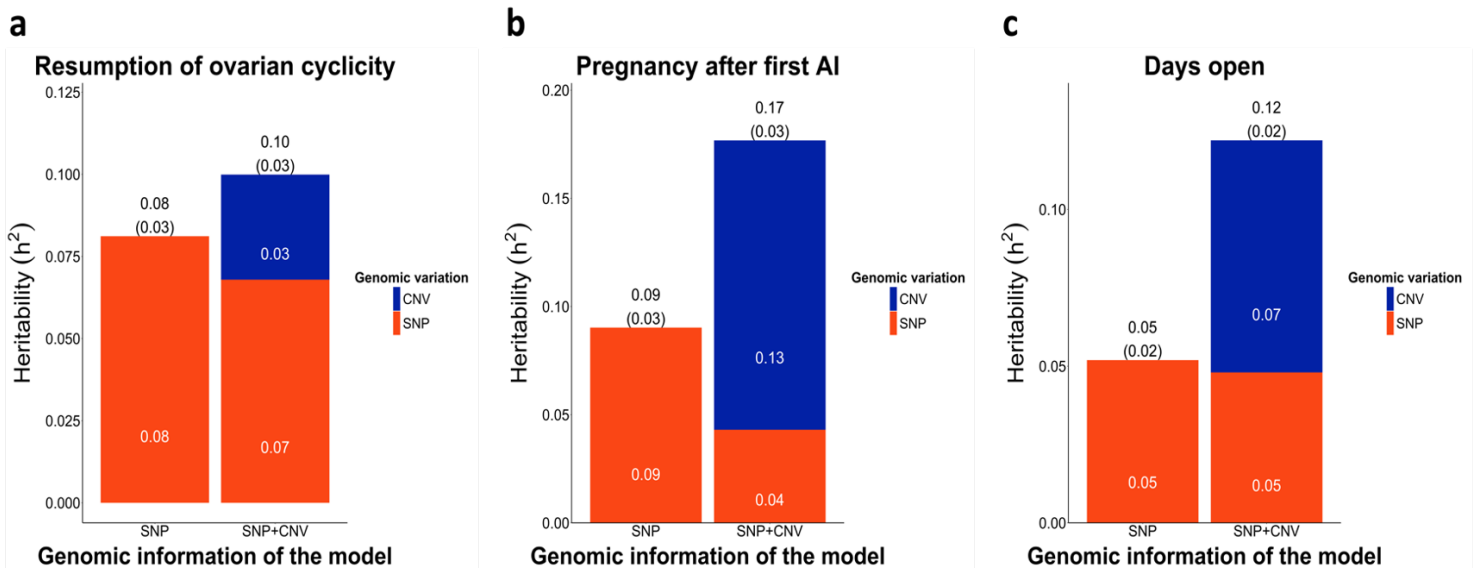 a
Resumption of ovarian cyclicity
0.125
0.100
0.075
0.050
0.025
0.000
Heritability (h²)
0.08
(0.03)
0.08
0.10
(0.03)
0.03
0.07
SNP
SNP+CNV
Genomic information of the model
Genomic variation
CNV
SNP
b
Pregnancy after first AI
0.20
0.15
0.10
0.05
0.00
Heritability (h²)
0.09
(0.03)
0.09
0.17
(0.03)
0.13
0.04
SNP
SNP+CNV
Genomic information of the model
Genomic variation
CNV
SNP
c
Days open
0.10
0.05
0.00
Heritability (h²)
0.05
(0.02)
0.05
0.12
(0.02)
0.07
0.05
SNP
SNP+CNV
Genomic information of the model
Genomic variation
CNV
SNP